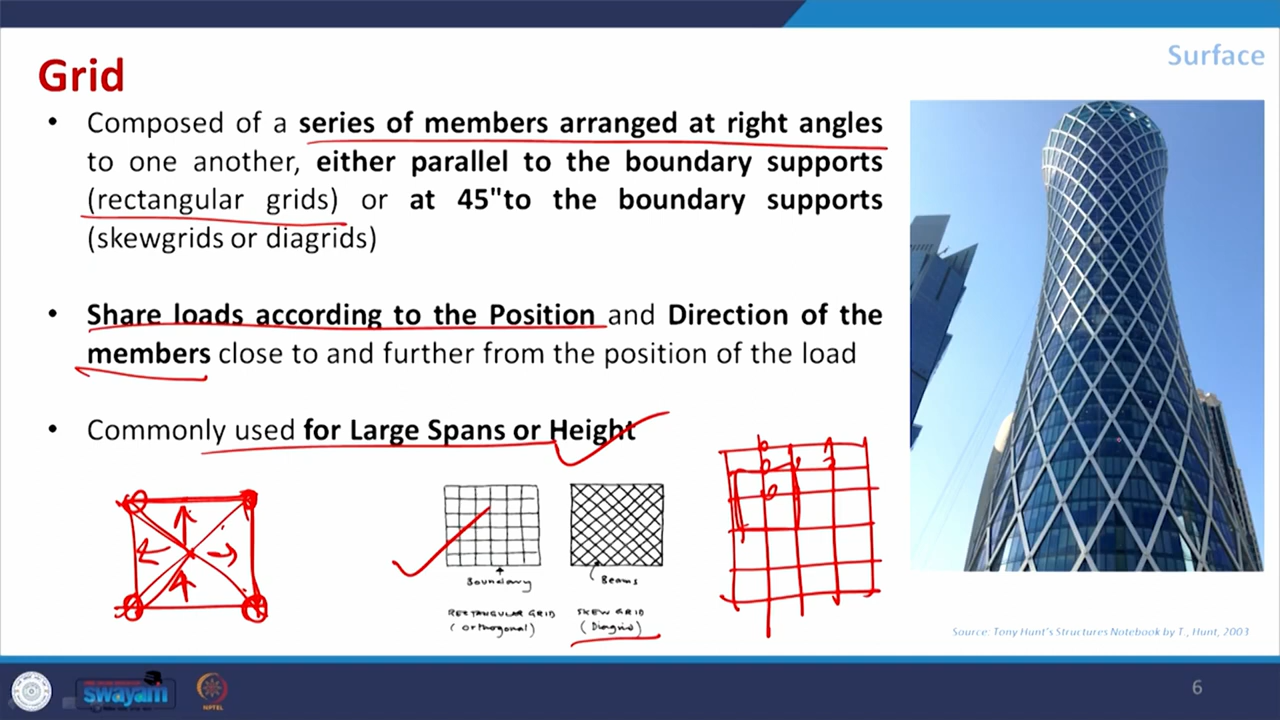 Surface
Grid
• Composed of a series of members arranged at right angles
to one another, either parallel to the boundary supports
(rectangular grids) or at 45"to the boundary supports
(skewgrids or diagrids)
• Share loads according to the Position and Direction of the
members close to and further from the position of the load
• Commonly used for Large Spans or Height
Boundary
Beams
RECTANGULAR GRID
(Orthogonal)
SKEW GRID
(Diagrid)
Source: Tony Hunt's Structures Notebook by T., Hunt, 2003
swayam
NPTEL
6